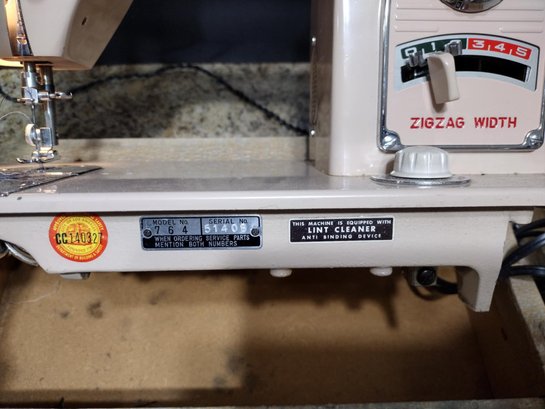 0 1 2 3 4 5
ZIGZAG WIDTH
CC14032T
MODEL No. SERIAL No.
764 51409
WHEN ORDERING SERVICE PARTS
MENTION BOTH NUMBERS
THIS MACHINE IS EQUIPPED WITH
LINT CLEANER
ANTI BINDING DEVICE